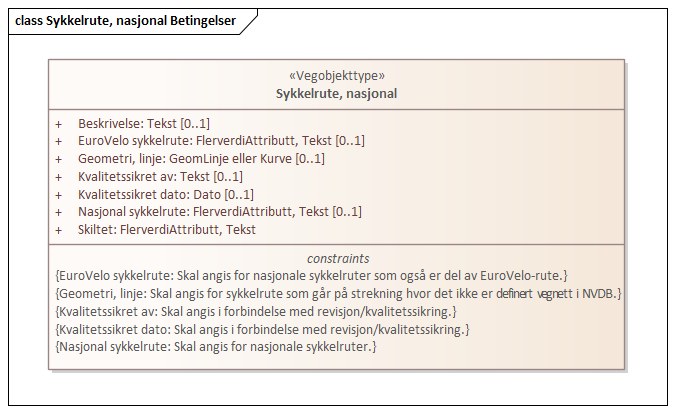 class Sykkelrute, nasjonal Betingelser
«Vegobjekttype»
Sykkelrute, nasjonal
+ Beskrivelse: Tekst [0..1]
+ EuroVelo sykkelrute: FlerverdiAttributt, Tekst [0..1]
+ Geometri, linje: GeomLinje eller Kurve [0..1]
+ Kvalitetssikret av: Tekst [0..1]
+ Kvalitetssikret dato: Dato [0..1]
+ Nasjonal sykkelrute: FlerverdiAttributt, Tekst [0..1]
+ Skiltet: FlerverdiAttributt, Tekst
constraints
{EuroVelo sykkelrute: Skal angis for nasjonale sykkelruter som også er del av EuroVelo-rute.}
{Geometri, linje: Skal angis for sykkelrute som går på strekning hvor det ikke er definert vegnett i NVDB.}
{Kvalitetssikret av: Skal angis i forbindelse med revisjon/kvalitetssikring.}
{Kvalitetssikret dato: Skal angis i forbindelse med revisjon/kvalitetssikring.}
{Nasjonal sykkelrute: Skal angis for nasjonale sykkelruter.}